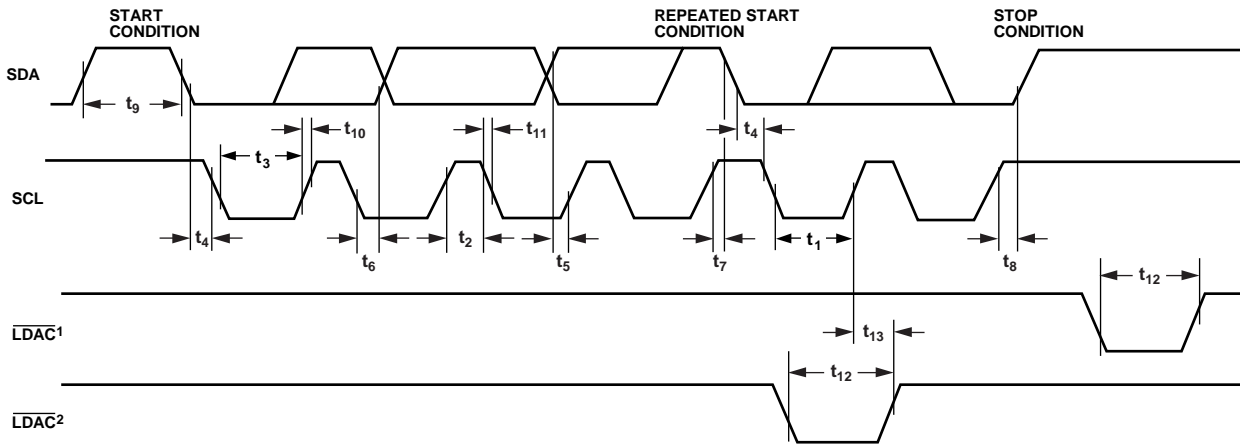 START
CONDITION
REPEATED START
CONDITION
STOP
CONDITION
SDA
t9
t10
t11
t4
t3
SCL
t4
t6
t2
t5
t7
t1
t8
t12
LDAC1
t13
t12
LDAC2